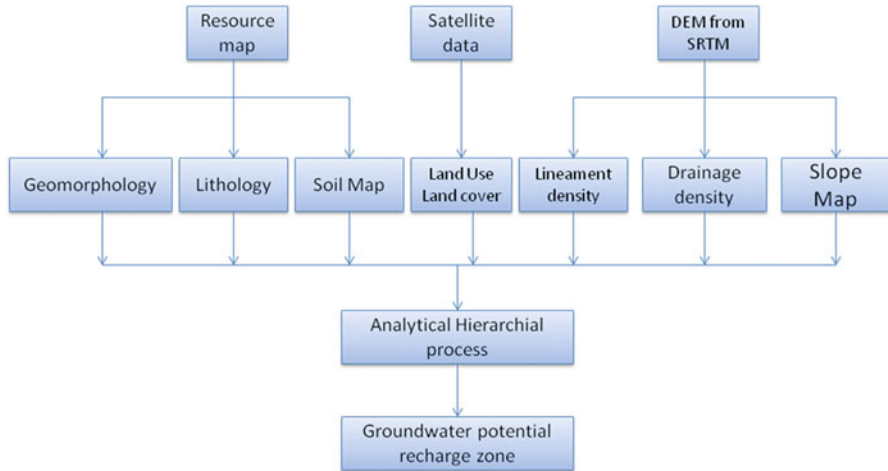 Resource
map
Satellite
data
DEM from
SRTM
Geomorphology
Lithology
Soil Map
Land Use
Land cover
Lineament
density
Drainage
density
Slope
Map
Analytical Hierarchial
process
Groundwater potential
recharge zone